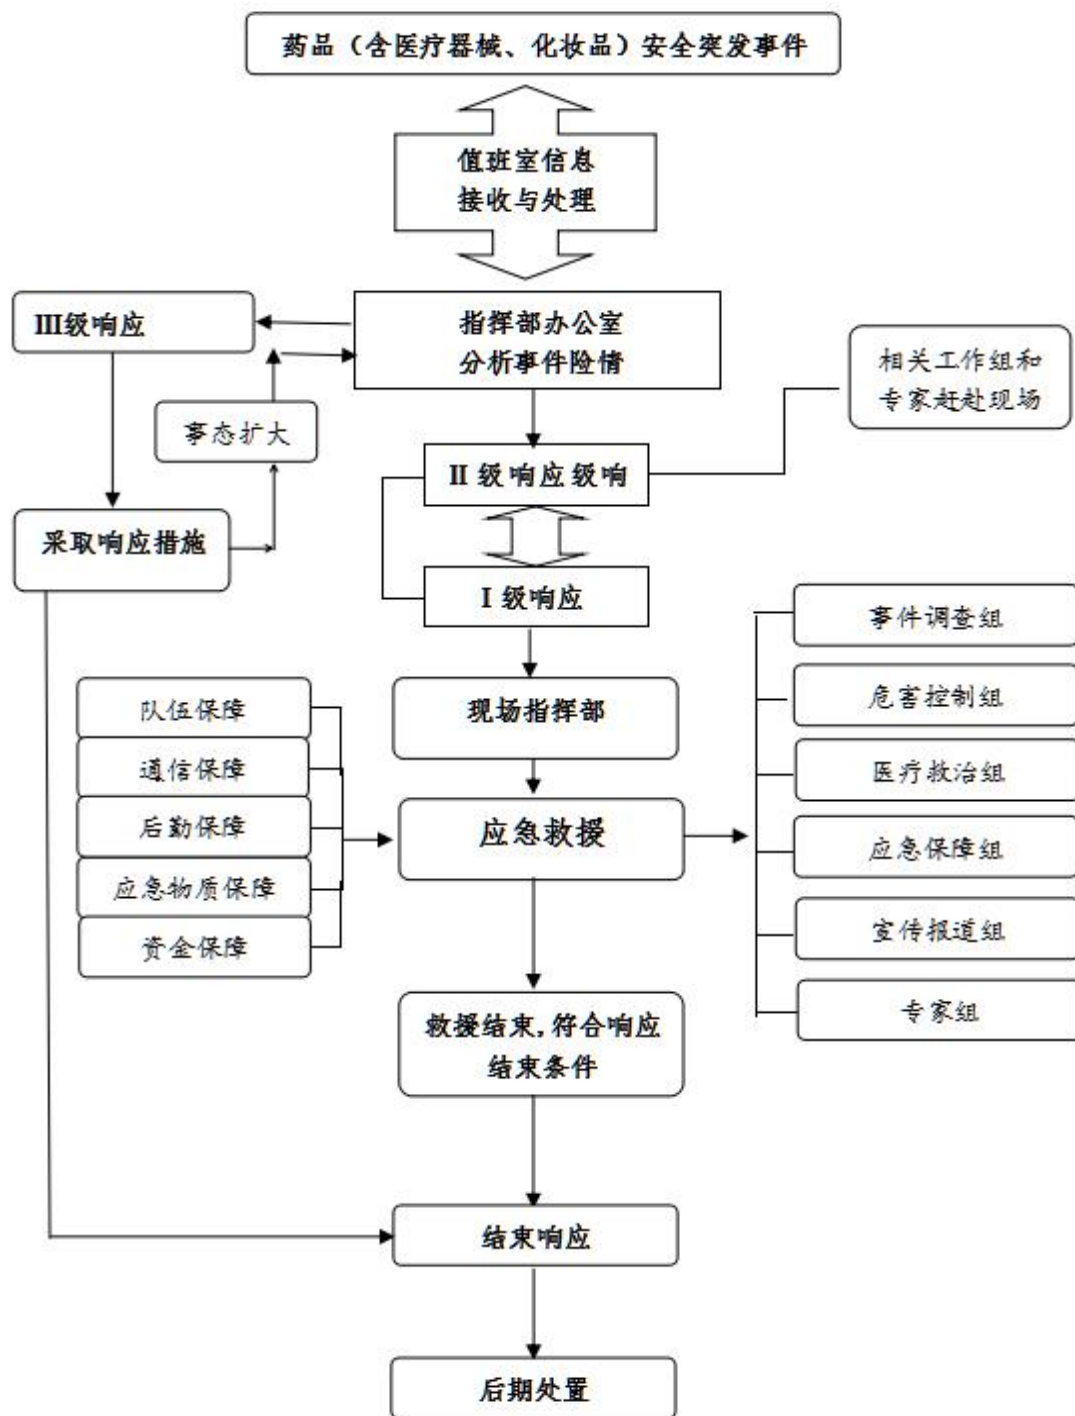 药品（含医疗器械、化妆品）安全突发事件
值班室信息
接收与处理
指挥部办公室
分析事件险情
III级响应
相关工作组和
专家赶赴现场
事态扩大
II 级响应级响
采取响应措施
I 级响应
事件调查组
危害控制组
医疗救治组
应急保障组
宣传报道组
专家组
现场指挥部
队伍保障
通信保障
后勤保障
应急物质保障
资金保障
应急救援
救援结束,符合响应
结束条件
结束响应
后期处置